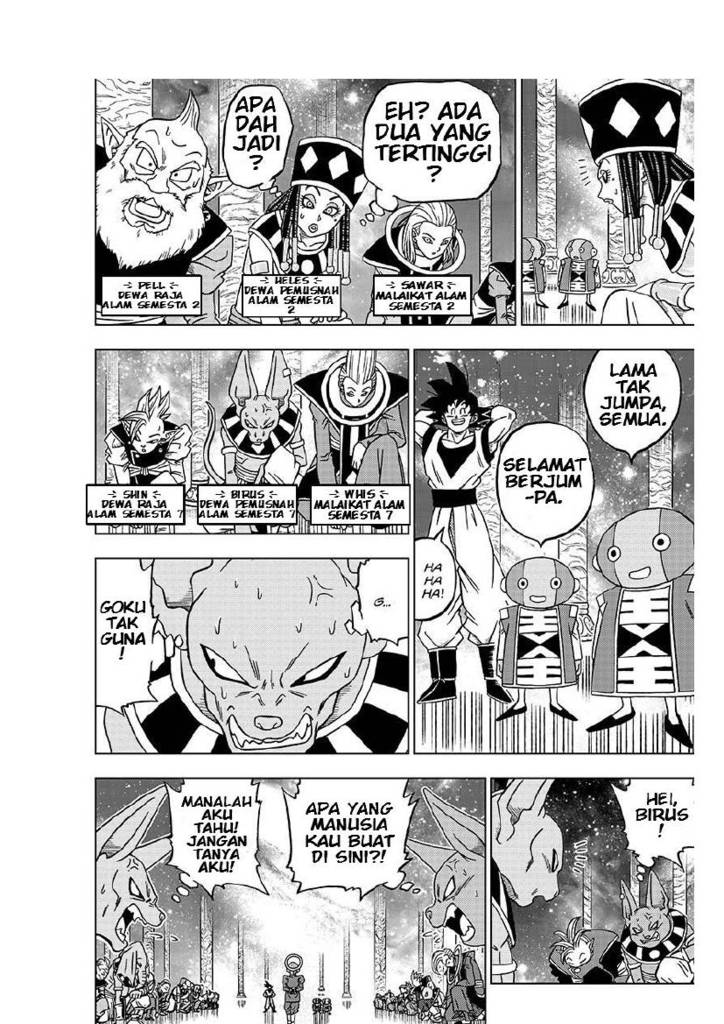 EH? ADA
DUA YANG
TERTINGGI
?
APA
DAH
JADI
?
SAWAR
MALAIKAT ALAM
SEMESTA 2
HELES
DEWA PEMUSNAH
ALAM SEMESTA
2
PELL
DEWA RAJA
ALAM SEMESTA 2
LAMA
TAK
JUMPA,
SEMUA.
SELAMAT
BERJUM
-PA.
HA
HA
HA!
WHIS
MALAIKAT ALAM
SEMESTA 7
BIRUS
DEWA PEMUSNAH
ALAM SEMESTA 7
SHIN
DEWA RAJA
ALAM SEMESTA 7
G...
GOKU
TAK
GUNA
!
HEI,
BIRUS
!
APA YANG
MANUSIA
KAU BUAT
DI SINI?!
MANALAH
AKU
TAHU!
JANGAN
TANYA
AKU!